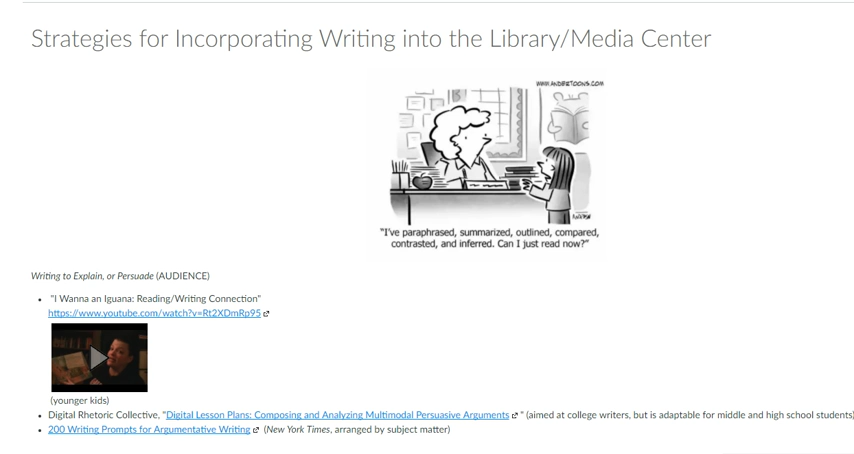 Strategies for Incorporating Writing into the Library/Media Center
WWW.ANDERTOONS.COM
"I've paraphrased, summarized, outlined, compared,
contrasted, and inferred. Can I just read now?"
Writing to Explain, or Persuade (AUDIENCE)
"I Wanna an Iguana: Reading/Writing Connection"
https://www.youtube.com/watch?v=Rt2XDmRp95
(younger kids)
Digital Rhetoric Collective, "Digital Lesson Plans: Composing and Analyzing Multimodal Persuasive Arguments " (aimed at college writers, but is adaptable for middle and high school students)
200 Writing Prompts for Argumentative Writing (New York Times, arranged by subject matter)